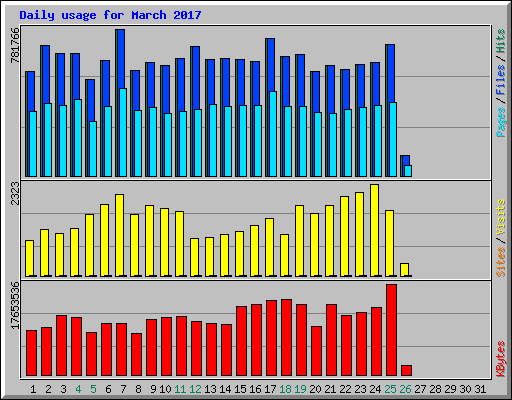 Daily usage for March 2017
781766
Pages / Files / Hits
2323
Sites / Visits
17653536
KBytes
1 2 3 4 5 6 7 8 9 10 11 12 13 14 15 16 17 18 19 20 21 22 23 24 25 26 27 28 29 30 31